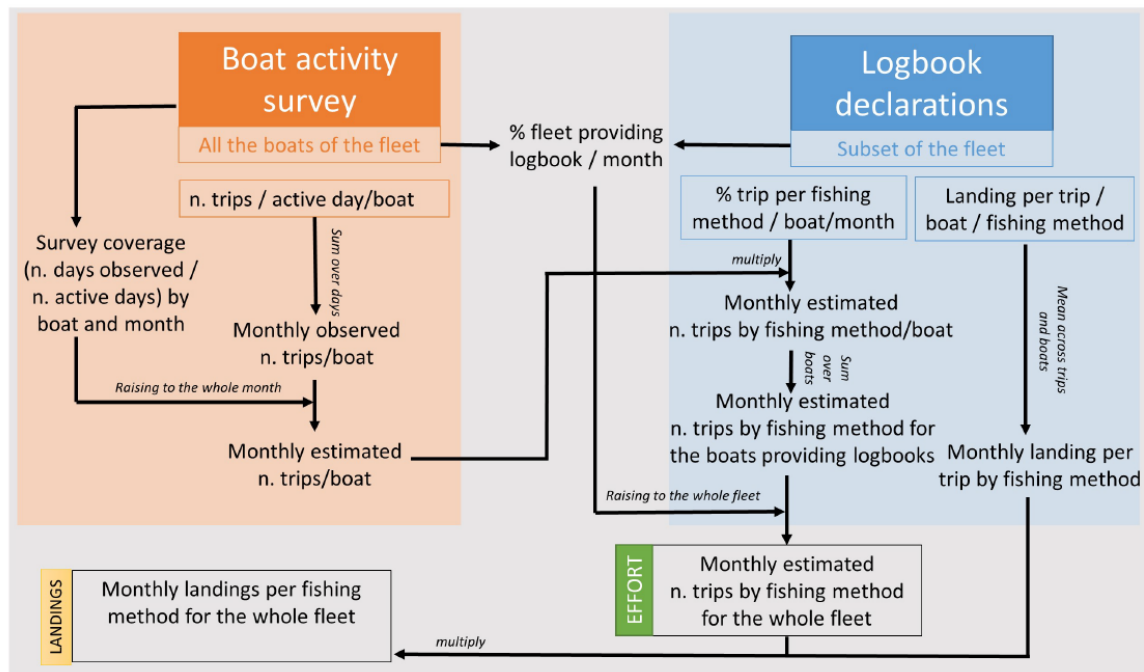 Boat activity
survey
All the boats of the fleet
n. trips / active day/boat
Survey coverage
(n. days observed /
n. active days) by
boat and month
Sum over days
Monthly observed
n. trips/boat
Raising to the whole month
Monthly estimated
n. trips/boat
% fleet providing
logbook / month
Logbook
declarations
Subset of the fleet
% trip per fishing
method / boat/month
Landing per trip /
boat / fishing method
multiply
Monthly estimated
n. trips by fishing method/boat
Sum
over
boats
Mean across trips
and boats
Monthly estimated
n. trips by fishing method for
the boats providing logbooks
Monthly landing per
trip by fishing method
Raising to the whole fleet
EFFORT
Monthly estimated
n. trips by fishing method
for the whole fleet
LANDINGS
Monthly landings per fishing
method for the whole fleet
multiply